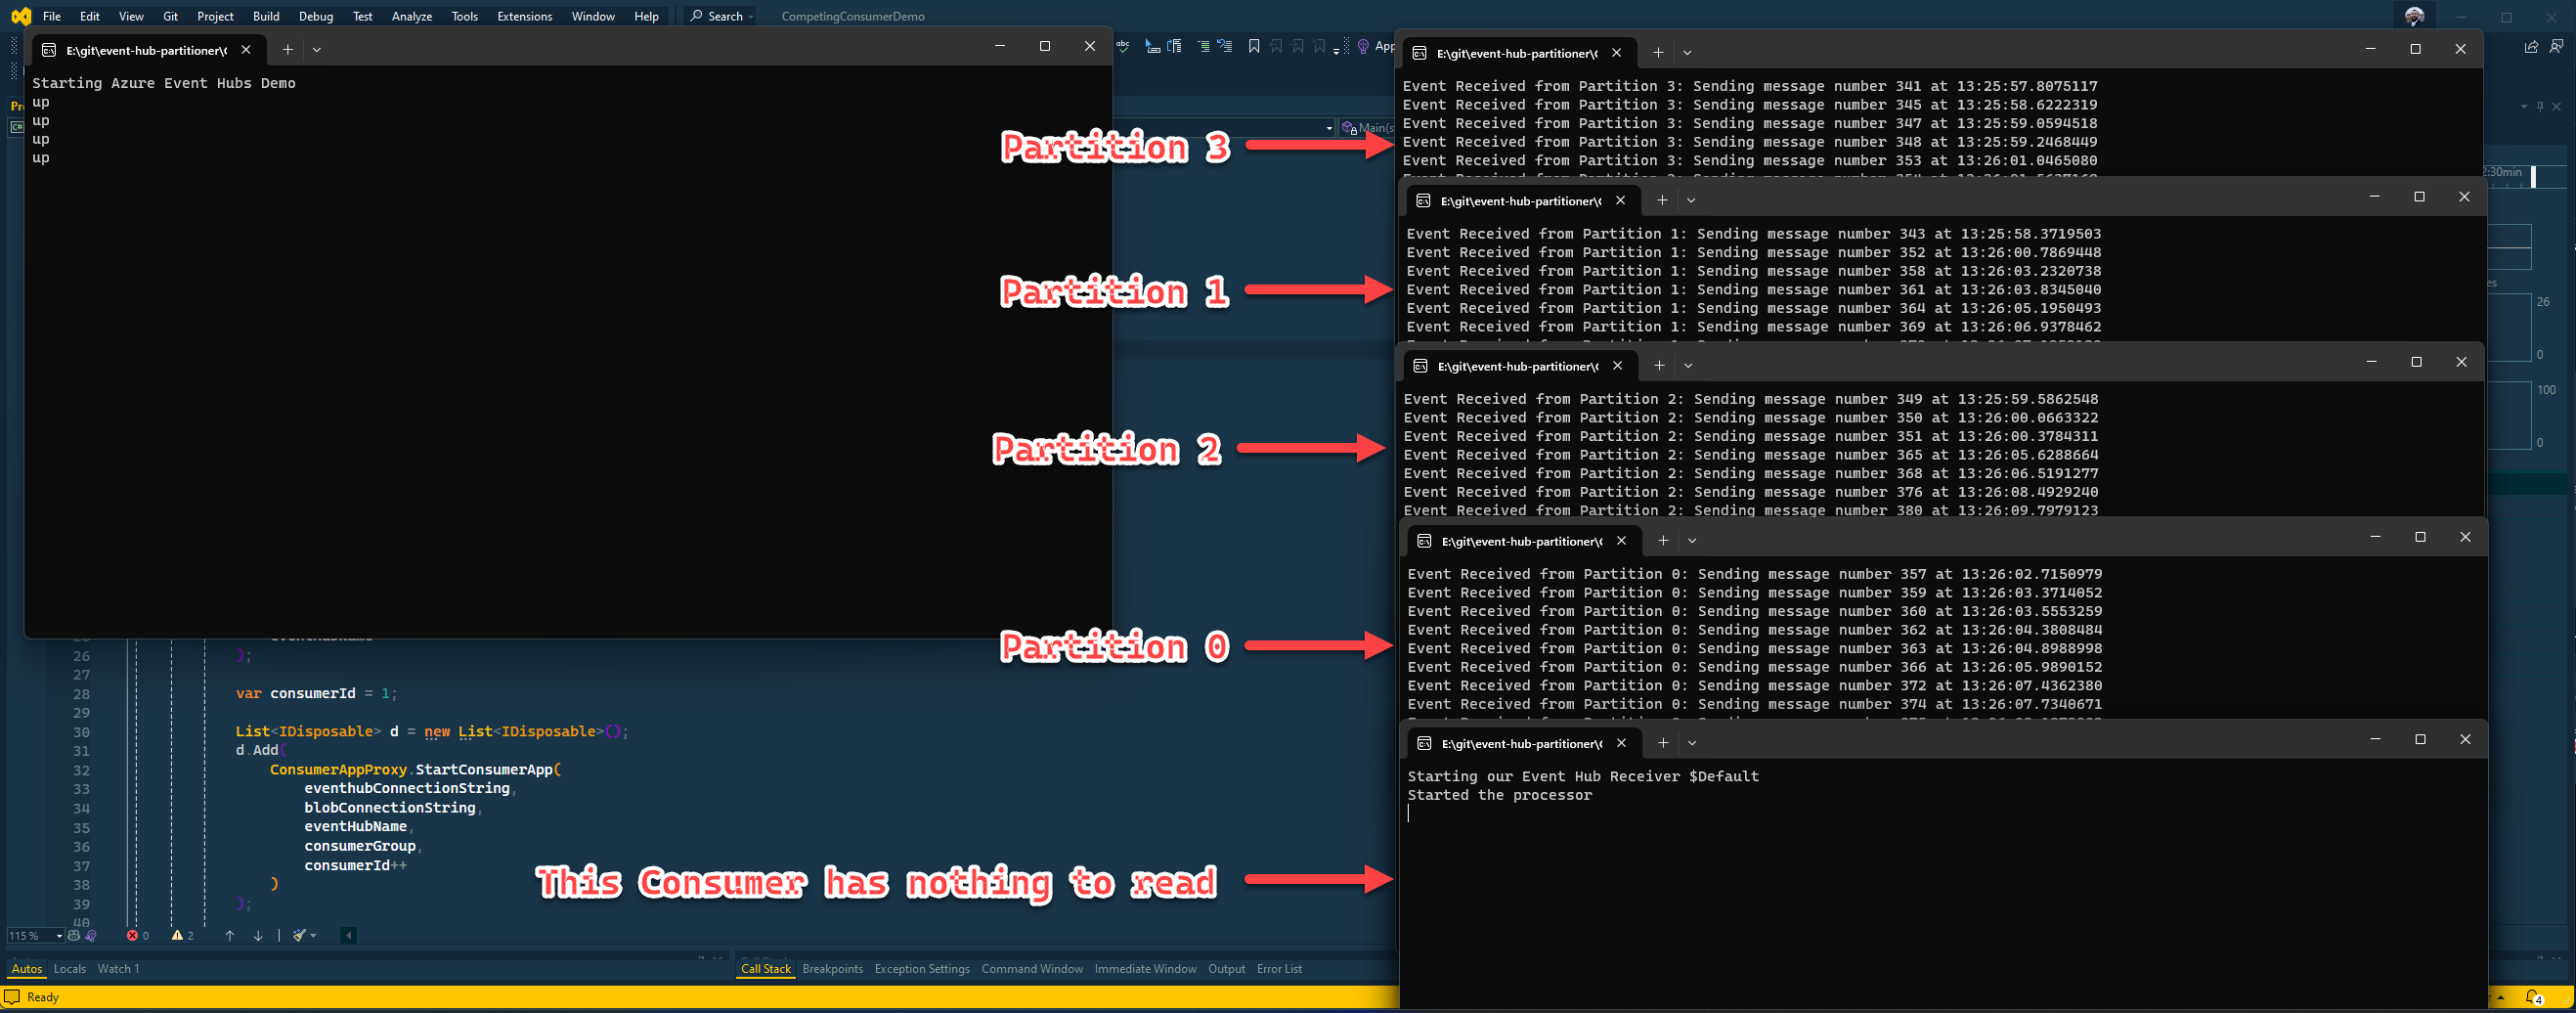 File Edit View Git Project Build Debug Test Analyze Tools Extensions Window Help Search CompetingConsumerDemo
E:\git\event-hub-partitioner\
Starting Azure Event Hubs Demo
up
up
up
up
Partition 3
Partition 1
Partition 2
Partition 0
This Consumer has nothing to read
E:\git\event-hub-partitioner\
Event Received from Partition 3: Sending message number 341 at 13:25:57.8075117
Event Received from Partition 3: Sending message number 345 at 13:25:58.6222319
Event Received from Partition 3: Sending message number 347 at 13:25:59.0594518
Event Received from Partition 3: Sending message number 348 at 13:25:59.2468449
Event Received from Partition 3: Sending message number 353 at 13:26:01.0465080
E:\git\event-hub-partitioner\
Event Received from Partition 1: Sending message number 343 at 13:25:58.3719503
Event Received from Partition 1: Sending message number 352 at 13:26:00.7869448
Event Received from Partition 1: Sending message number 358 at 13:26:03.2320738
Event Received from Partition 1: Sending message number 361 at 13:26:03.8345040
Event Received from Partition 1: Sending message number 364 at 13:26:05.1950493
Event Received from Partition 1: Sending message number 369 at 13:26:06.9378462
E:\git\event-hub-partitioner\
Event Received from Partition 2: Sending message number 349 at 13:25:59.5862548
Event Received from Partition 2: Sending message number 350 at 13:26:00.0663322
Event Received from Partition 2: Sending message number 351 at 13:26:00.3784311
Event Received from Partition 2: Sending message number 365 at 13:26:05.6288664
Event Received from Partition 2: Sending message number 368 at 13:26:06.5191277
Event Received from Partition 2: Sending message number 376 at 13:26:08.4929240
Event Received from Partition 2: Sending message number 380 at 13:26:09.7979123
E:\git\event-hub-partitioner\
Event Received from Partition 0: Sending message number 357 at 13:26:02.7150979
Event Received from Partition 0: Sending message number 359 at 13:26:03.3714052
Event Received from Partition 0: Sending message number 360 at 13:26:03.5553259
Event Received from Partition 0: Sending message number 362 at 13:26:04.3808484
Event Received from Partition 0: Sending message number 363 at 13:26:04.8988998
Event Received from Partition 0: Sending message number 366 at 13:26:05.9890152
Event Received from Partition 0: Sending message number 372 at 13:26:07.4362380
Event Received from Partition 0: Sending message number 374 at 13:26:07.7340671
E:\git\event-hub-partitioner\
Starting our Event Hub Receiver $Default
Started the processor
2:30min
26
0
100
0
26 );
27
28 var consumerId = 1;
29
30 List<IDisposable> d = new List<IDisposable>();
31 d.Add(
32 ConsumerAppProxy.StartConsumerApp(
33 eventhubConnectionString,
34 blobConnectionString,
35 eventHubName,
36 consumerGroup,
37 consumerId++
38 )
39 );
40
115 % 0 2
Autos Locals Watch 1
Call Stack Breakpoints Exception Settings Command Window Immediate Window Output Error List
Ready
4